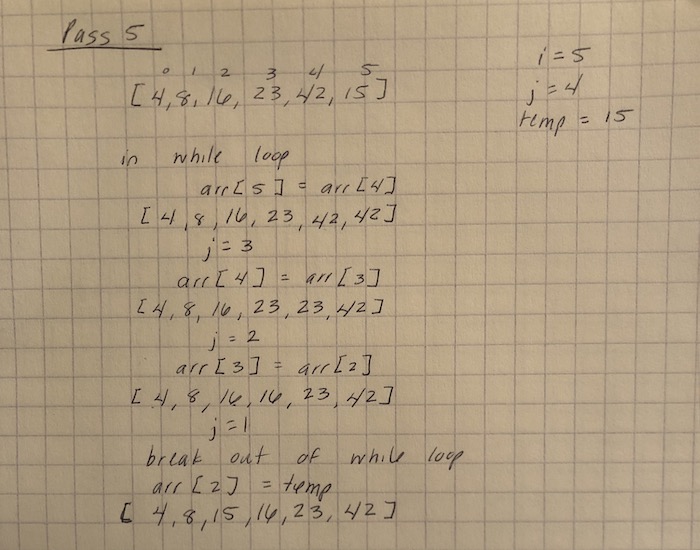 Pass 5
i = 5
0 1 2 3 4 5
j = 4
[4,8,16, 23,42,15]
temp = 15
in while loop
arr[5] = arr[4]
[4,8,16,23,42,42]
j = 3
arr[4] = arr[3]
[4,8,16,23,23,42]
j = 2
arr[3] = arr[2]
[4,8,16,16,23,42]
j = 1
break out of while loop
arr[2] = temp
[4,8,15,16,23,42]